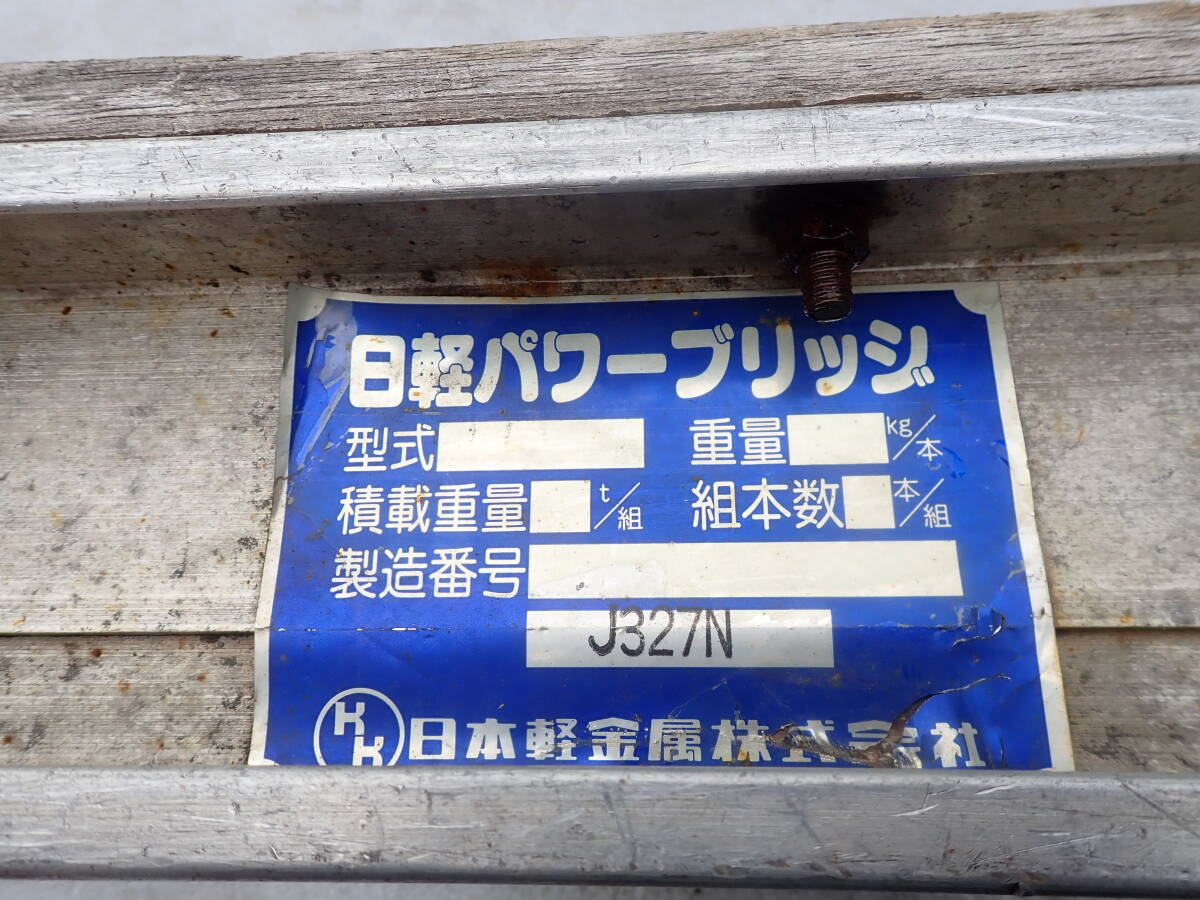 日軽パワーブリッジ
型式 重量 kg/本
積載重量 t/組 組本数 本/組
製造番号
J327N
KK 日本軽金属株式会社